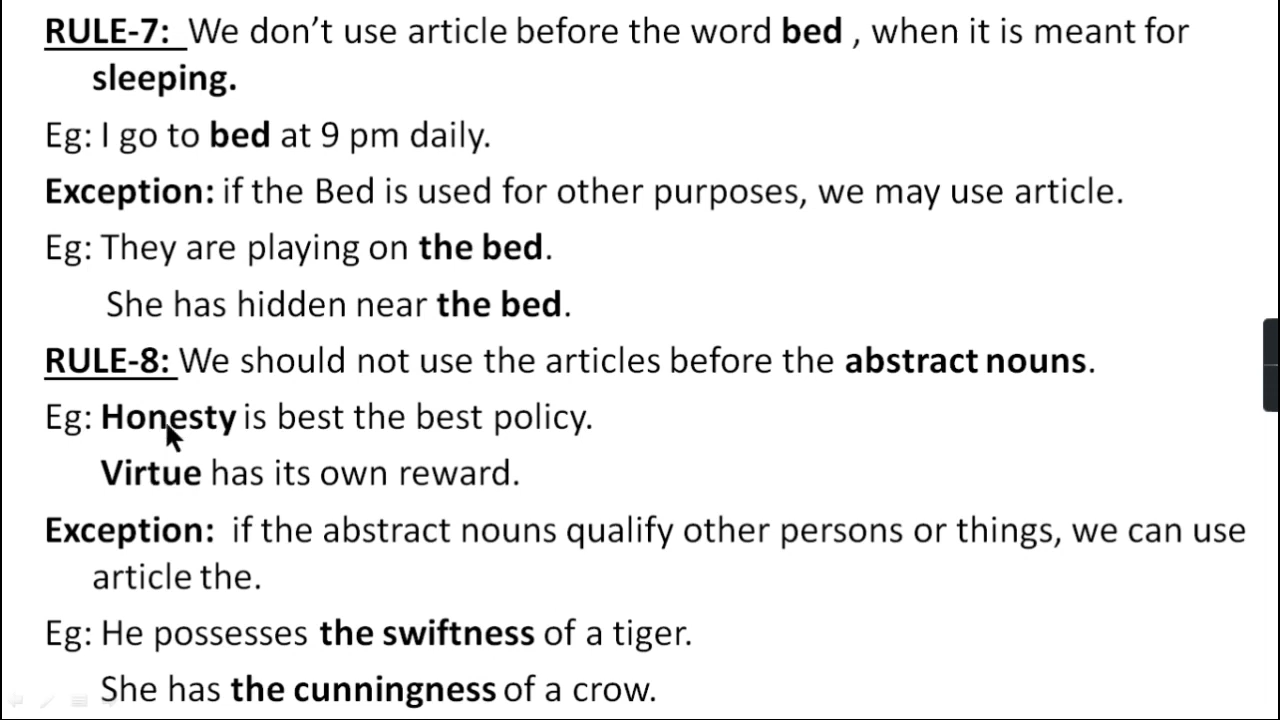 RULE-7: We don’t use article before the word bed , when it is meant for
sleeping.
Eg: I go to bed at 9 pm daily.
Exception: if the Bed is used for other purposes, we may use article.
Eg: They are playing on the bed.
She has hidden near the bed.
RULE-8: We should not use the articles before the abstract nouns.
Eg: Honesty is best the best policy.
Virtue has its own reward.
Exception: if the abstract nouns qualify other persons or things, we can use
article the.
Eg: He possesses the swiftness of a tiger.
She has the cunningness of a crow.